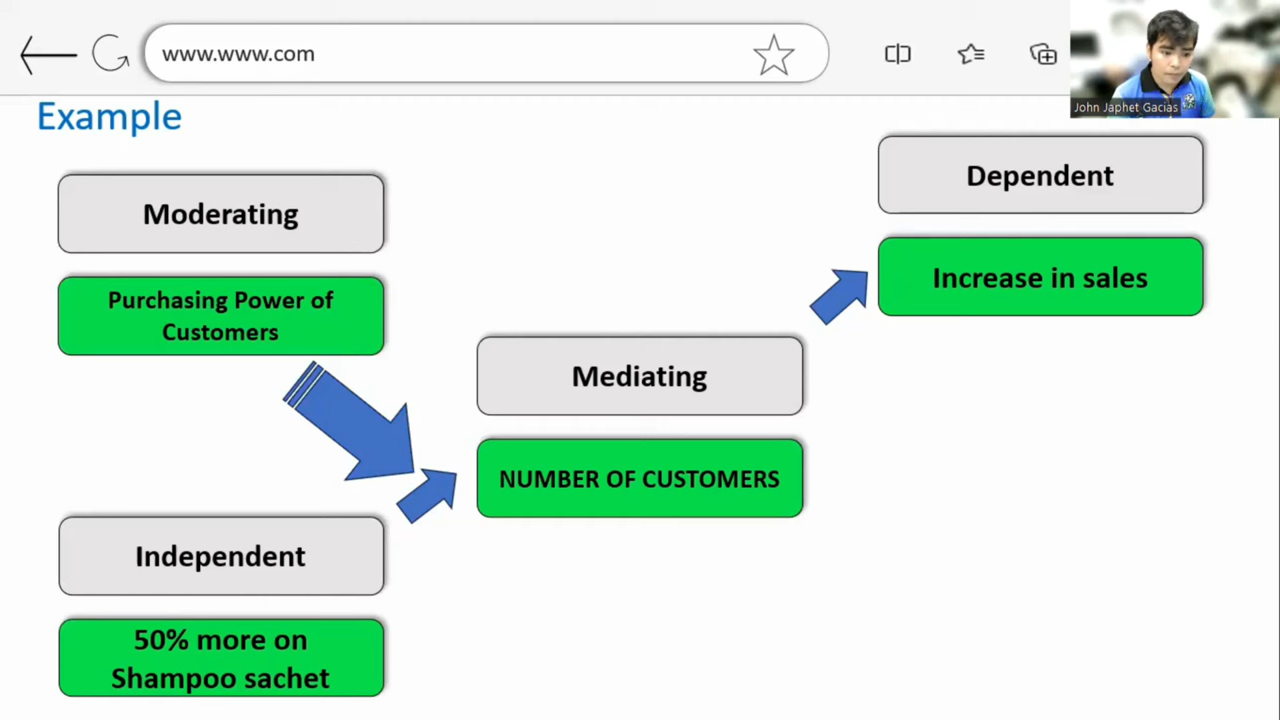 www.www.com
John Japhet Gacias
Example
Moderating
Purchasing Power of
Customers
Dependent
Increase in sales
Mediating
NUMBER OF CUSTOMERS
Independent
50% more on
Shampoo sachet